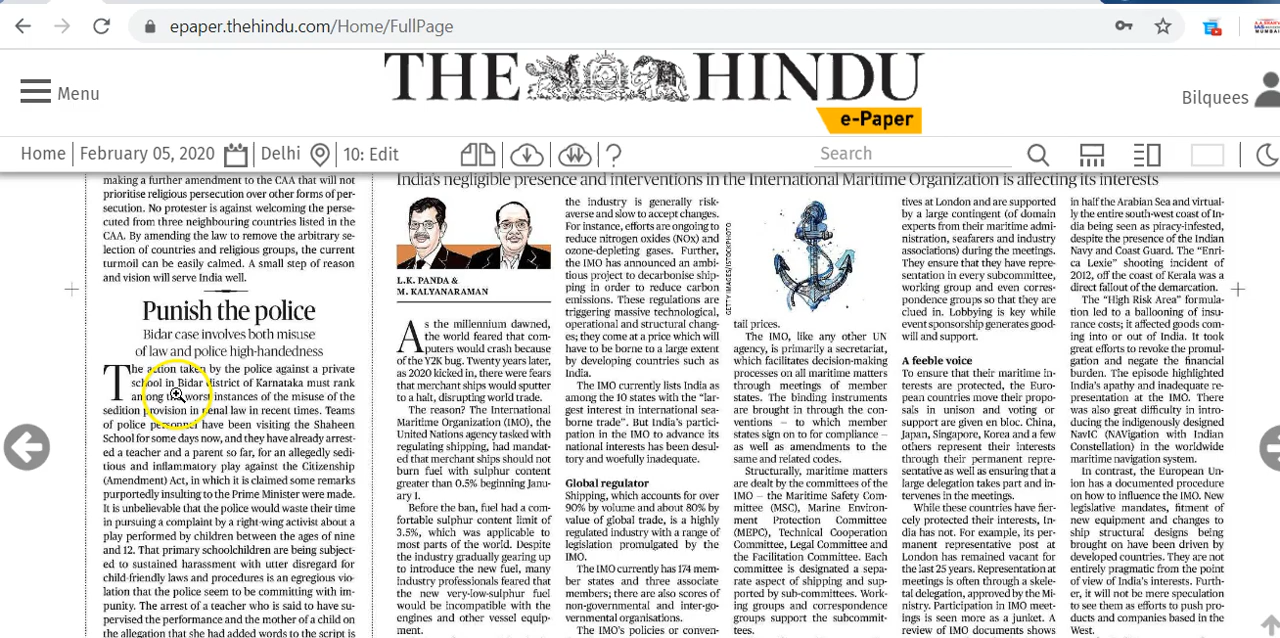 epaper.thehindu.com/Home/FullPage
Menu
THE HINDU
e-Paper
Bilquees
Home
February 05, 2020
Delhi
10: Edit
?
Search
making a further amendment to the CAA that will not
prioritise religious persecution over other forms of per-
secution. No protester is against welcoming the perse-
cuted from three neighbouring countries listed in the
CAA. By amending the law to remove the arbitrary se-
lection of countries and religious groups, the current
turmoil can be easily calmed. A small step of reason
and vision will serve India well.
Punish the police
Bidar case involves both misuse
of law and police high-handedness
The action taken by the police against a private
school in Bidar district of Karnataka must rank
among the worst instances of the misuse of the
sedition provision in penal law in recent times. Teams
of police personnel have been visiting the Shaheen
School for some days now, and they have already arrest-
ed a teacher and a parent so far, for an allegedly sedi-
tious and inflammatory play against the Citizenship
(Amendment) Act, in which it is claimed some remarks
purportedly insulting to the Prime Minister were made.
It is unbelievable that the police would waste their time
in pursuing a complaint by a right-wing activist about a
play performed by children between the ages of nine
and 12. That primary schoolchildren are being subject-
ed to sustained harassment with utter disregard for
child-friendly laws and procedures is an egregious vio-
lation that the police seem to be committing with im-
punity. The arrest of a teacher who is said to have su-
pervised the performance and the mother of a child on
the allegation that she had added words to the script is
India's negligible presence and interventions in the International Maritime Organization is affecting its interests
L.K. PANDA &
M. KALYANARAMAN
As the millennium dawned,
the world feared that com-
puters would crash because
of the Y2K bug. Twenty years later,
as 2020 kicked in, there were fears
that merchant ships would sputter
to a halt, disrupting world trade.
The reason? The International
Maritime Organization (IMO), the
United Nations agency tasked with
regulating shipping, had mandat-
ed that merchant ships should not
burn fuel with sulphur content
greater than 0.5% beginning Janua-
ry 1.
Before the ban, fuel had a com-
fortable sulphur content limit of
3.5%, which was applicable to
most parts of the world. Despite
the industry gradually gearing up
to introduce the new fuel, many
industry professionals feared that
the new very-low-sulphur fuel
would be incompatible with the
engines and other vessel equip-
ment.
the industry is generally risk-
averse and slow to accept changes.
For instance, efforts are ongoing to
reduce nitrogen oxides (NOx) and
ozone-depleting gases. Further,
the IMO has announced an ambi-
tious project to decarbonise ship-
ping in order to reduce carbon
emissions. These regulations are
triggering massive technological,
operational and structural chang-
es; they come at a price which will
have to be borne to a large extent
by developing countries such as
India.
The IMO currently lists India as
among the 10 states with the "larg-
est interest in international sea-
borne trade". But India's participa-
tion in the IMO to advance its
national interests has been desul-
tory and woefully inadequate.
Global regulator
Shipping, which accounts for over
90% by volume and about 80% by
value of global trade, is a highly
regulated industry with a range of
legislation promulgated by the
IMO.
The IMO currently has 174 mem-
ber states and three associate
members; there are also scores of
non-governmental and inter-go-
vernmental organisations.
The IMO's policies or conven-
GETTY IMAGES/ISTOCKPHOTO
tail prices.
The IMO, like any other UN
agency, is primarily a secretariat,
which facilitates decision-making
processes on all maritime matters
through meetings of member
states. The binding instruments
are brought in through the con-
ventions – to which member
states sign on to for compliance –
as well as amendments to the
same and related codes.
Structurally, maritime matters
are dealt by the committees of the
IMO – the Maritime Safety Com-
mittee (MSC), Marine Environ-
ment Protection Committee
(MEPC), Technical Cooperation
Committee, Legal Committee and
the Facilitation Committee. Each
committee is designated a sepa-
rate aspect of shipping and sup-
ported by sub-committees. Work-
ing groups and correspondence
groups support the subcommit-
tees.
tives at London and are supported
by a large contingent (of domain
experts from their maritime admi-
nistration, seafarers and industry
associations) during the meetings.
They ensure that they have repre-
sentation in every subcommittee,
working group and even corres-
pondence groups so that they are
clued in. Lobbying is key while
event sponsorship generates good-
will and support.
A feeble voice
To ensure that their maritime in-
terests are protected, the Euro-
pean countries move their propo-
sals in unison and voting or
support are given en bloc. China,
Japan, Singapore, Korea and a few
others represent their interests
through their permanent repre-
sentative as well as ensuring that a
large delegation takes part and in-
tervenes in the meetings.
While these countries have fier-
cely protected their interests, In-
dia has not. For example, its per-
manent representative post at
London has remained vacant for
the last 25 years. Representation at
meetings is often through a skele-
tal delegation, approved by the Mi-
nistry. Participation in IMO meet-
ings is seen more as a junket. A
review of IMO documents shows
in half the Arabian Sea and virtual-
ly the entire south-west coast of In-
dia being seen as piracy-infested,
despite the presence of the Indian
Navy and Coast Guard. The "Enri-
ca Lexie" shooting incident of
2012, off the coast of Kerala was a
direct fallout of the demarcation.
The "High Risk Area" formula-
tion led to a ballooning of insu-
rance costs; it affected goods com-
ing into or out of India. It took
great efforts to revoke the promul-
gation and negate the financial
burden. The episode highlighted
India's apathy and inadequate re-
presentation at the IMO. There
was also great difficulty in intro-
ducing the indigenously designed
NavIC (NAVigation with Indian
Constellation) in the worldwide
maritime navigation system.
In contrast, the European Un-
ion has a documented procedure
on how to influence the IMO. New
legislative mandates, fitment of
new equipment and changes to
ship structural designs being
brought on have been driven by
developed countries. They are not
entirely pragmatic from the point
of view of India's interests. Furth-
er, it will not be mere speculation
to see them as efforts to push pro-
ducts and companies based in the
West.